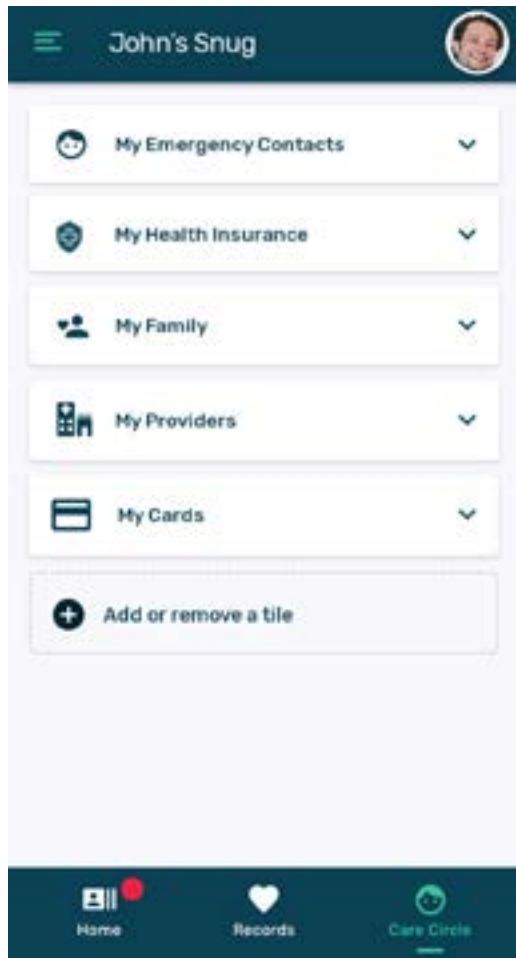 John's Snug
My Emergency Contacts
My Health Insurance
My Family
My Providers
My Cards
Add or remove a tile
Home
Records
Care Circle